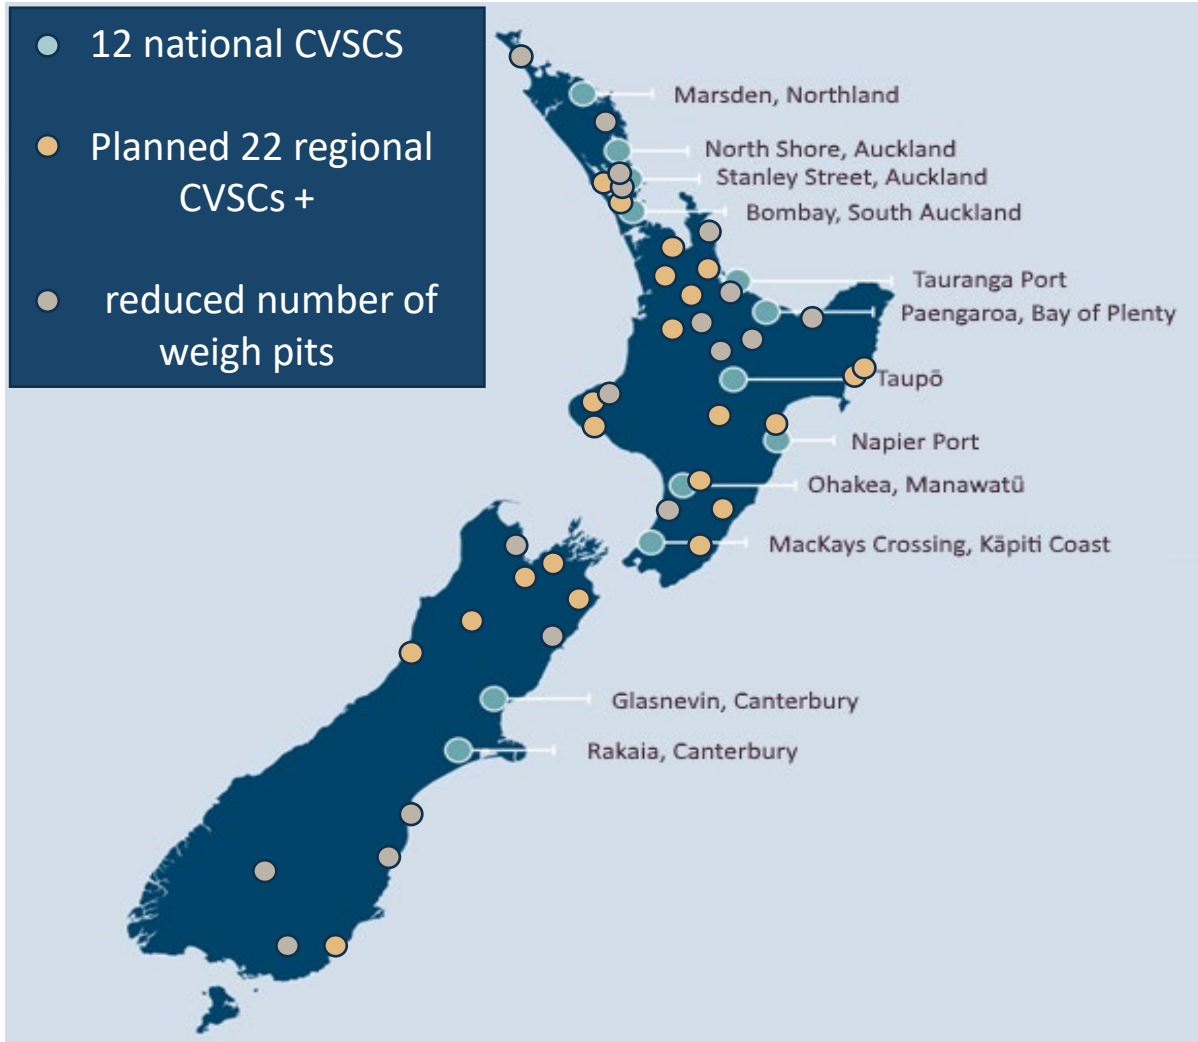 12 national CVSCS
Planned 22 regional
CVSCs +
reduced number of
weigh pits
Marsden, Northland
North Shore, Auckland
Stanley Street, Auckland
Bombay, South Auckland
Tauranga Port
Paengaroa, Bay of Plenty
Taupō
Napier Port
Ohakea, Manawatū
MacKays Crossing, Kāpiti Coast
Glasnevin, Canterbury
Rakaia, Canterbury